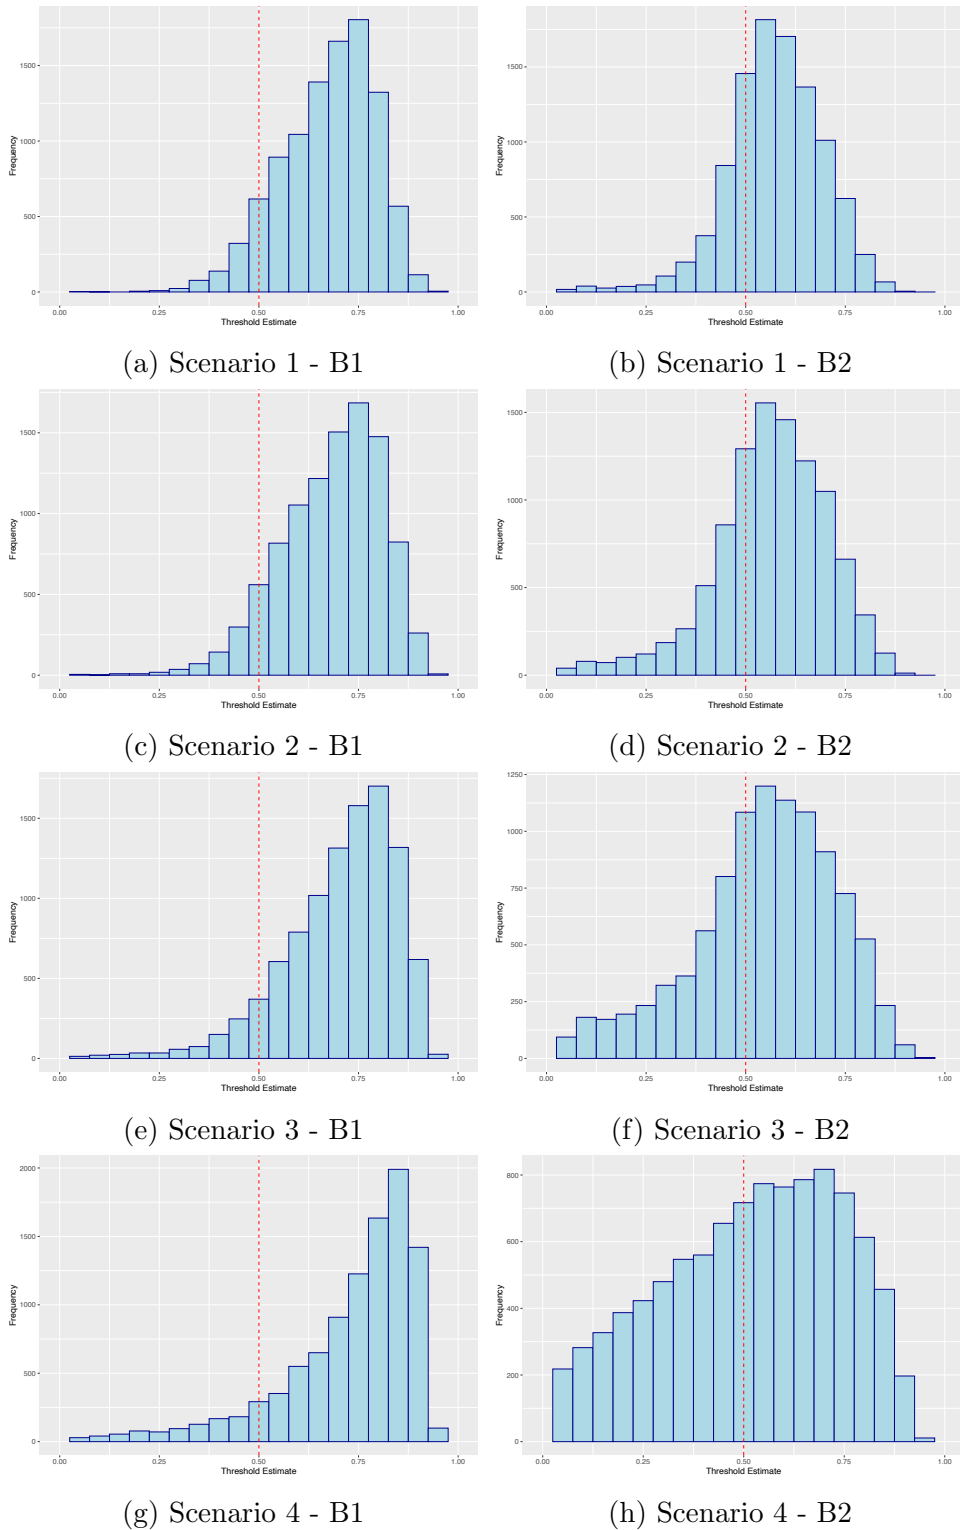 1500
1000
500
0
Frequency
0.00 0.25 0.50 0.75 1.00
Threshold Estimate
(a) Scenario 1 - B1
1500
1000
500
0
Frequency
0.00 0.25 0.50 0.75 1.00
Threshold Estimate
(b) Scenario 1 - B2
1500
1000
500
0
Frequency
0.00 0.25 0.50 0.75 1.00
Threshold Estimate
(c) Scenario 2 - B1
1500
1000
500
0
Frequency
0.00 0.25 0.50 0.75 1.00
Threshold Estimate
(d) Scenario 2 - B2
1500
1000
500
0
Frequency
0.00 0.25 0.50 0.75 1.00
Threshold Estimate
(e) Scenario 3 - B1
1250
1000
750
500
250
0
Frequency
0.00 0.25 0.50 0.75 1.00
Threshold Estimate
(f) Scenario 3 - B2
2000
1500
1000
500
0
Frequency
0.00 0.25 0.50 0.75 1.00
Threshold Estimate
(g) Scenario 4 - B1
800
600
400
200
0
Frequency
0.00 0.25 0.50 0.75 1.00
Threshold Estimate
(h) Scenario 4 - B2